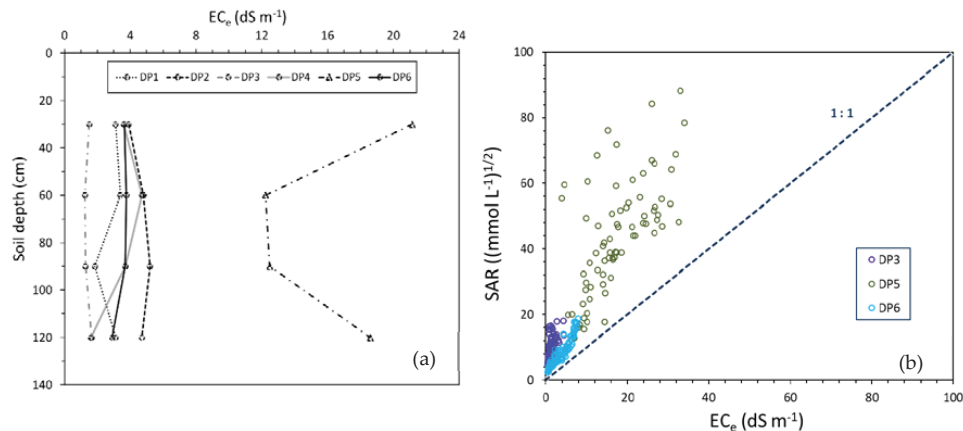 ECₑ (dS m⁻¹)
0 4 8 12 16 20 24
DP1 DP2 DP3 DP4 DP5 DP6
0
20
40
60
80
100
120
140
Soil depth (cm)
(a)
100
80
60
40
20
0
SAR ((mmol L⁻¹)¹/²)
1:1
DP3
DP5
DP6
(b)
0 20 40 60 80 100
ECₑ (dS m⁻¹)